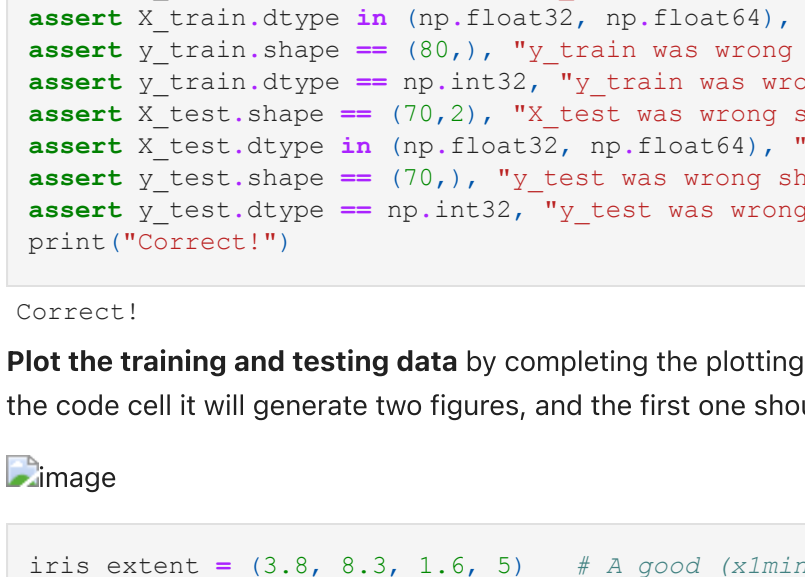 assert X_train.dtype in (np.float32, np.float64),
assert y_train.shape == (80,), "y_train was wrong
assert y_train.dtype == np.int32, "y_train was wro
assert X_test.shape == (70,2), "X_test was wrong s
assert X_test.dtype in (np.float32, np.float64), "
assert y_test.shape == (70,), "y_test was wrong sh
assert y_test.dtype == np.int32, "y_test was wrong
print("Correct!")
Correct!
Plot the training and testing data by completing the plotting
the code cell it will generate two figures, and the first one shou
image
iris_extent = (3.8, 8.3, 1.6, 5) # A good (x1min